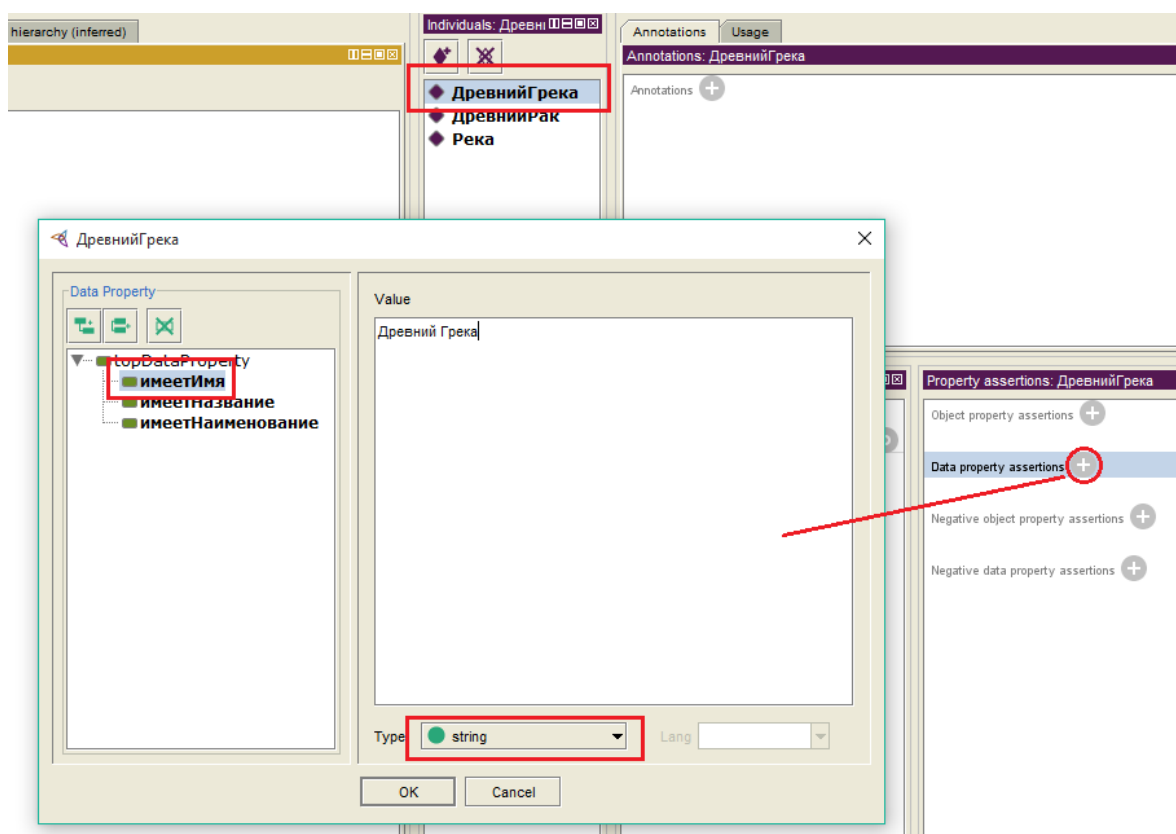 hierarchy (inferred)
Individuals: Древні
Annotations
Usage
Annotations: ДревнийГрека
Annotations
ДревнийГрека
ДревнийРак
Река
ДревнийГрека
Data Property
Value
Древний Грека
topDataProperty
имеетИмя
имеетНазвание
имеетНаименование
Property assertions: ДревнийГрека
Object property assertions
Data property assertions
Negative object property assertions
Negative data property assertions
Type
string
Lang
OK
Cancel